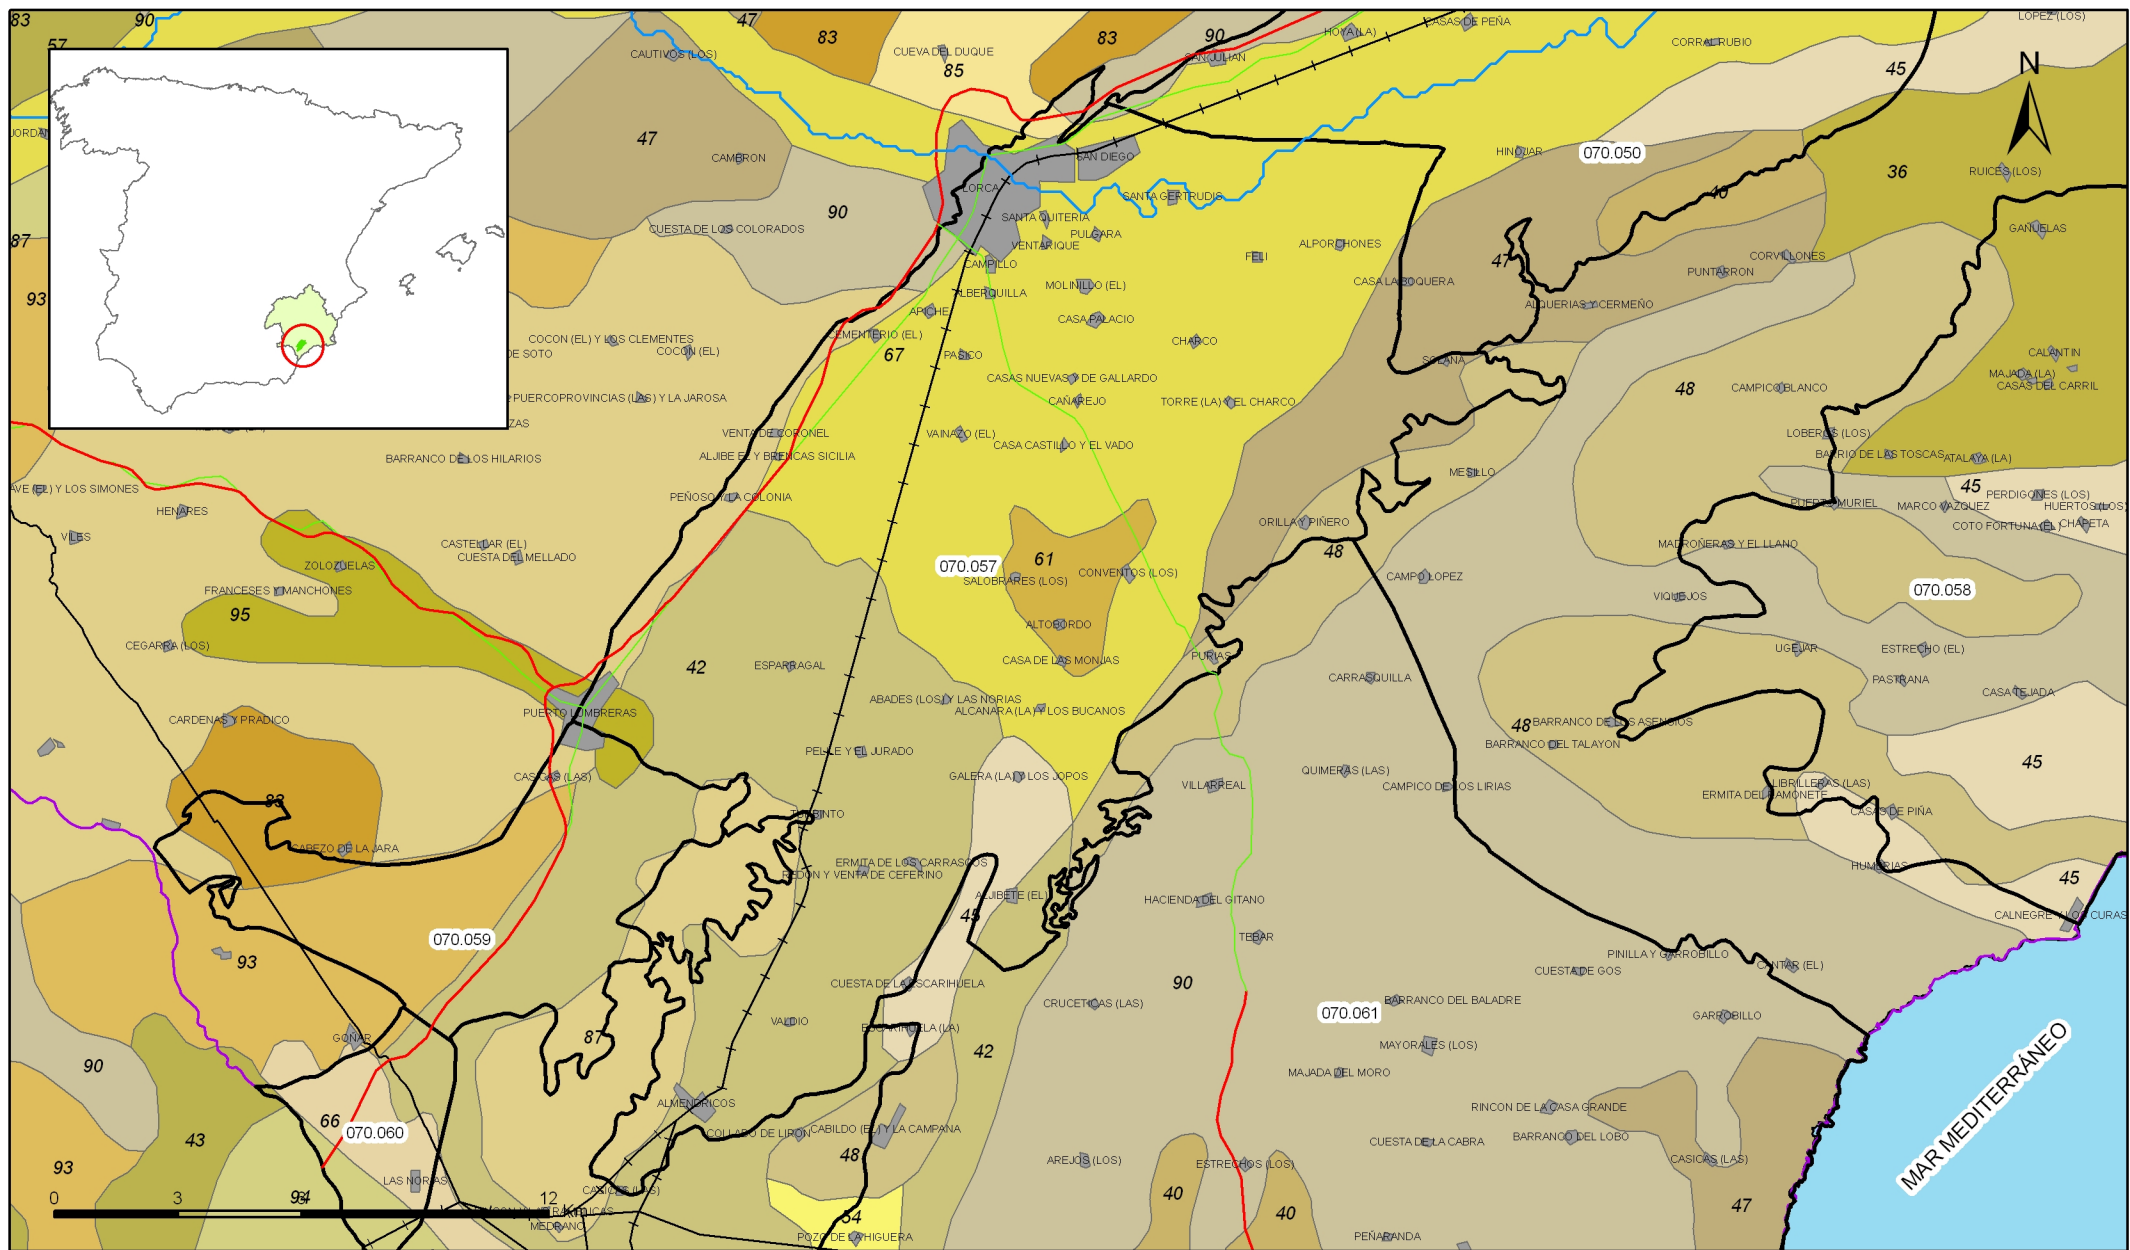 83
90
47
83
83
90
HOYA (LA)
CASAS DE PEÑA
LOPEZ (LOS)
57
CAUTIVOS (LOS)
CUEVA DEL DUQUE
85
SAN JULIAN
CORRAL RUBIO
45
N
47
CAMBRON
SAN DIEGO
HINOJAR
070.050
36
RUICES (LOS)
LORCA
SANTA GERTRUDIS
40
90
CUESTA DE LOS COLORADOS
SANTA QUITERIA
PULGARA
VENTARIQUE
ALPORCHONES
GAÑUELAS
87
CAMPILLO
FELI
47
CORVILLONES
PUNTARRON
93
ALBERQUILLA
MOLINILLO (EL)
CASA LA BOQUERA
ALQUERIAS Y CERMEÑO
APICHE
CASA PALACIO
CEMENTERIO (EL)
COCON (EL) Y LOS CLEMENTES
DE SOTO
COCON (EL)
67
PASICO
CHARCO
SOLANA
CALANTIN
CASAS NUEVAS Y DE GALLARDO
MAJADA (LA)
CASAS DEL CARRIL
PUERCOPROVINCIAS (LAS) Y LA JAROSA
CAÑAREJO
TORRE (LA) Y EL CHARCO
48
CAMPICO BLANCO
ZAS
VENTA DE CORONEL
VAINAZO (EL)
CASA CASTILLO Y EL VADO
LOBEROS (LOS)
BARRANCO DE LOS HILARIOS
ALJIBE EL Y BRENCAS SICILIA
BARRIO DE LAS TOSCAS
ATALAYA (LA)
MESILLO
AVE (EL) Y LOS SIMONES
PEÑOSO Y LA COLONIA
45
PERDIGONES (LOS)
HENARES
PUERTO MURIEL
MARCO VAZQUEZ
HUERTOS (LOS)
ORILLA Y PIÑERO
COTO FORTUNA (EL)
CHAPETA
VILES
CASTELLAR (EL)
CUESTA DEL MELLADO
48
MADROÑERAS Y EL LLANO
ZOLOZUELAS
070.057
61
SALOBRARES (LOS)
CONVENTOS (LOS)
CAMPO LOPEZ
FRANCESES Y MANCHONES
VIQUEJOS
070.058
95
ALTOBORDO
CEGARRA (LOS)
42
ESPARRAGAL
CASA DE LAS MONJAS
PURIAS
UGEJAR
ESTRECHO (EL)
CARRASQUILLA
PASTRANA
ABADES (LOS) Y LAS NORIAS
ALCANARA (LA) Y LOS BUCANOS
CASA TEJADA
CARDENAS Y PRADICO
PUERTO LUMBRERAS
48
BARRANCO DE LOS ASENCIOS
PELLE Y EL JURADO
BARRANCO DEL TALAYON
CASICAS (LAS)
GALERA (LA) Y LOS JOPOS
VILLARREAL
QUIMERAS (LAS)
CAMPICO DE LOS LIRIAS
45
LIBRILLERAS (LAS)
ERMITA DEL RAMONETE
83
CASAS DE PIÑA
CABEZO DE LA JARA
ERMITA DE LOS CARRASCOS
REDON Y VENTA DE CEFERINO
HUMBRIAS
45
ALJIBETE (EL)
HACIENDA DEL GITANO
45
CALNEGRE Y LOS CURAS
070.059
TEBAR
93
PINILLA Y GARROBILLO
CANTAR (EL)
CUESTA DE GOS
CUESTA DE LA ESCARIHUELA
90
CRUCETICAS (LAS)
BARRANCO DEL BALADRE
070.061
GARROBILLO
VALDIO
ESCARIHUELA (LA)
GOÑAR
87
42
MAYORALES (LOS)
90
MAJADA DEL MORO
MAR MEDITERRÁNEO
ALMENDRICOS
RINCON DE LA CASA GRANDE
66
070.060
43
COLLADO DE LIRON
CABILDO (EL) Y LA CAMPANA
CUESTA DE LA CABRA
BARRANCO DEL LOBO
48
93
AREJOS (LOS)
ESTRECHOS (LOS)
CASICAS (LAS)
LAS NORIAS
40
47
0
3
94
12
54
40
MEDRANO
POZO DE LA HIGUERA
PEÑARANDA